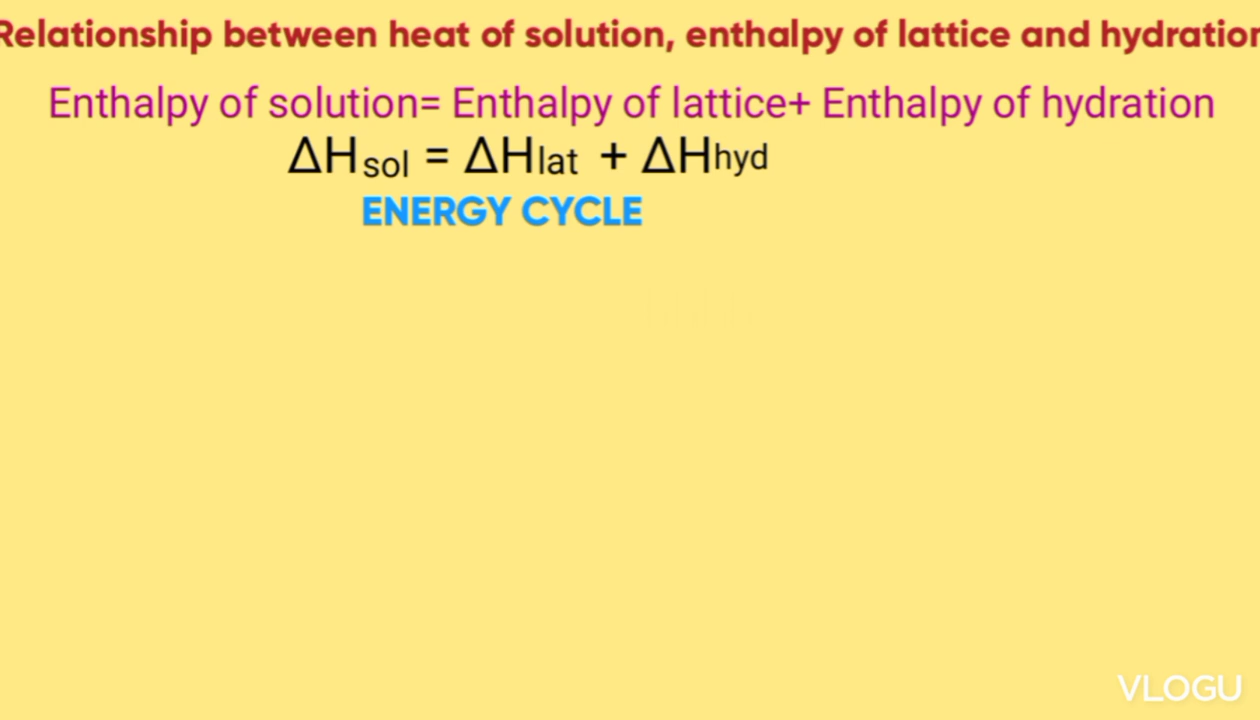 Relationship between heat of solution, enthalpy of lattice and hydration
Enthalpy of solution= Enthalpy of lattice+ Enthalpy of hydration
ΔHsol = ΔHlat + ΔHhyd
ENERGY CYCLE
VLOGU